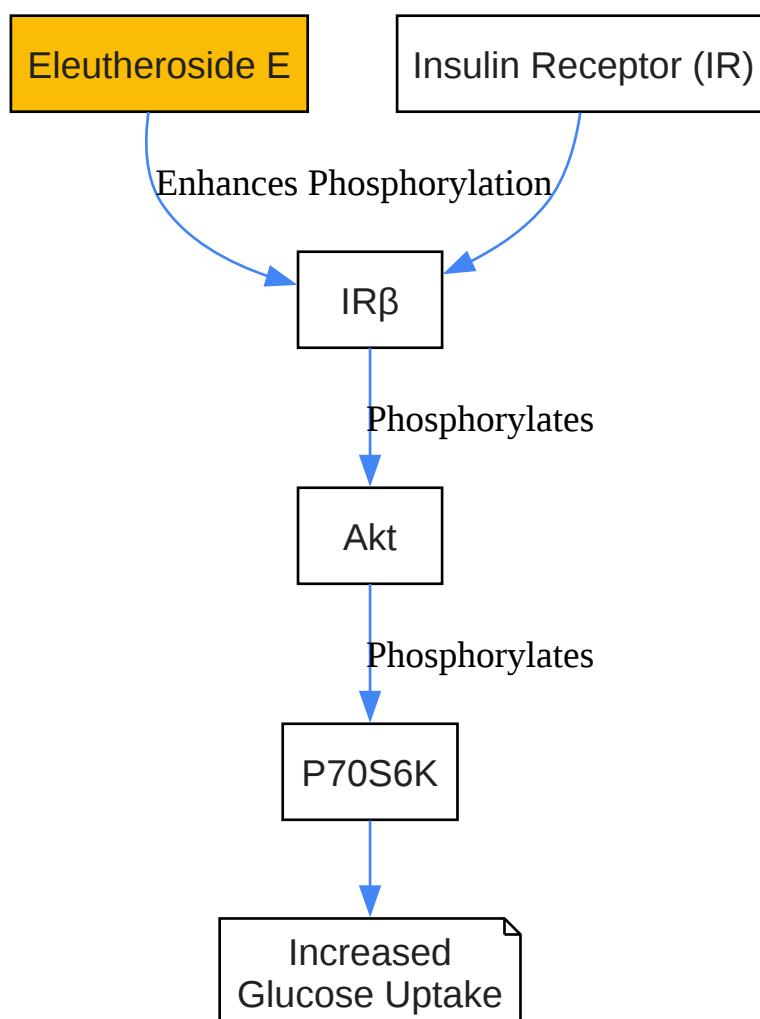 Eleutheroside E
Insulin Receptor (IR)
Enhances Phosphorylation
IRβ
Phosphorylates
Akt
Phosphorylates
P70S6K
Increased
Glucose Uptake